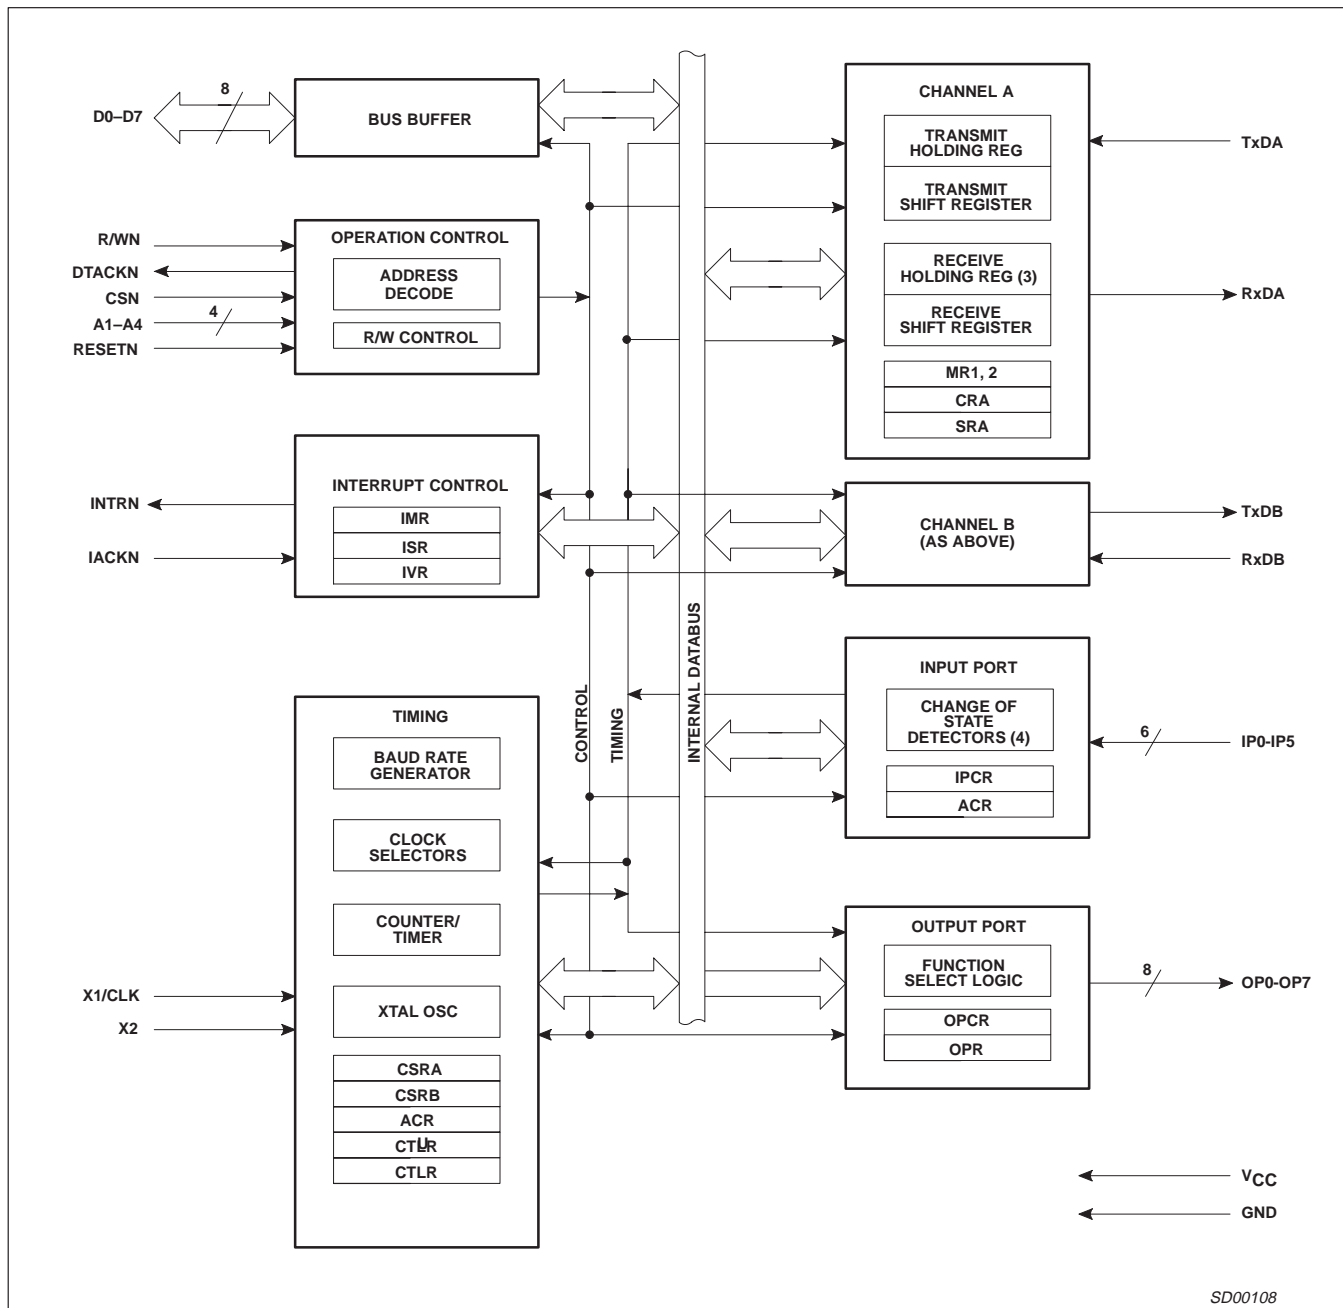 8
D0–D7
BUS BUFFER
R/WN
DTACKN
CSN
4
A1–A4
RESETN
OPERATION CONTROL
ADDRESS
DECODE
R/W CONTROL
INTRN
IACKN
INTERRUPT CONTROL
IMR
ISR
IVR
TIMING
BAUD RATE
GENERATOR
CLOCK
SELECTORS
COUNTER/
TIMER
X1/CLK
X2
XTAL OSC
CSRA
CSRB
ACR
CTLR
CONTROL
TIMING
INTERNAL DATABUS
CHANNEL A
TRANSMIT
HOLDING REG
TRANSMIT
SHIFT REGISTER
RECEIVE
HOLDING REG (3)
RECEIVE
SHIFT REGISTER
MR1, 2
CRA
SRA
TxDA
RxDA
CHANNEL B
(AS ABOVE)
TxDB
RxDB
INPUT PORT
CHANGE OF
STATE
DETECTORS (4)
IPCR
ACR
6
IP0-IP5
OUTPUT PORT
FUNCTION
SELECT LOGIC
OPCR
OPR
8
OP0-OP7
VCC
GND
SD00108